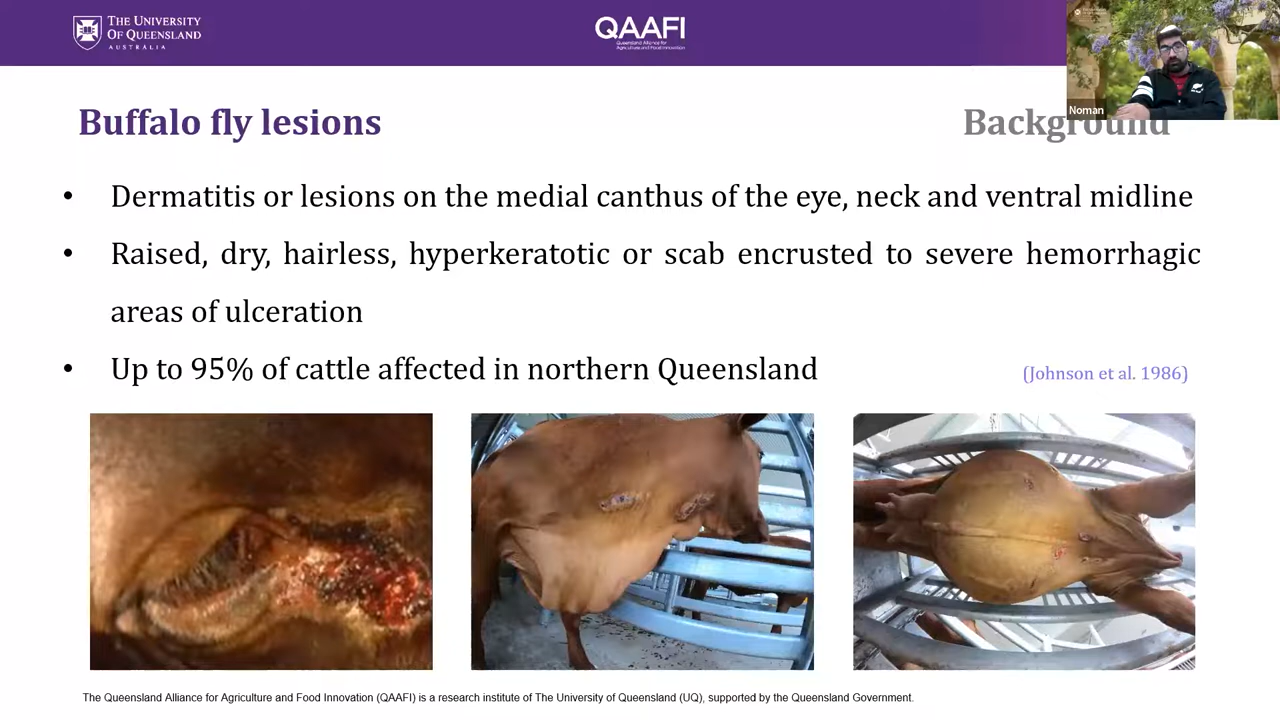 THE UNIVERSITY
OF QUEENSLAND
AUSTRALIA
QAAFI
Queensland Alliance for
Agriculture and Food Innovation
Noman
Buffalo fly lesions
Background
• Dermatitis or lesions on the medial canthus of the eye, neck and ventral midline
• Raised, dry, hairless, hyperkeratotic or scab encrusted to severe hemorrhagic
areas of ulceration
• Up to 95% of cattle affected in northern Queensland
(Johnson et al. 1986)
The Queensland Alliance for Agriculture and Food Innovation (QAAFI) is a research institute of The University of Queensland (UQ), supported by the Queensland Government.